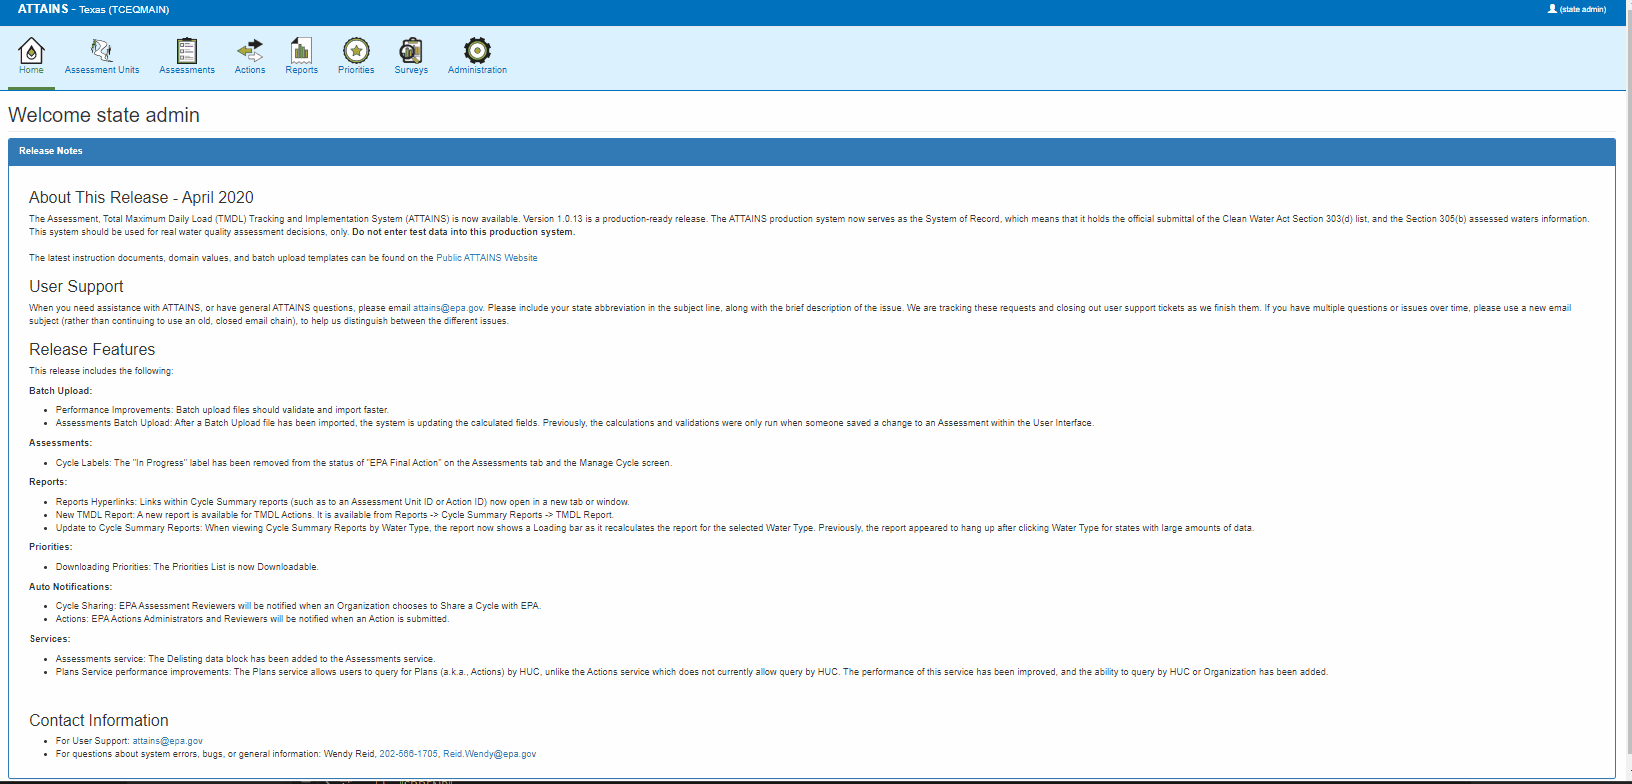 ATTAINS - Texas (TCEQMAIN)
(state admin)
Home
Assessment Units
Assessments
Actions
Reports
Priorities
Surveys
Administration
Welcome state admin
Release Notes
About This Release - April 2020
The Assessment, Total Maximum Daily Load (TMDL) Tracking and Implementation System (ATTAINS) is now available. Version 1.0.13 is a production-ready release. The ATTAINS production system now serves as the System of Record, which means that it holds the official submittal of the Clean Water Act Section 303(d) list, and the Section 305(b) assessed waters information.
This system should be used for real water quality assessment decisions, only. Do not enter test data into this production system.
The latest instruction documents, domain values, and batch upload templates can be found on the Public ATTAINS Website
User Support
When you need assistance with ATTAINS, or have general ATTAINS questions, please email attains@epa.gov. Please include your state abbreviation in the subject line, along with the brief description of the issue. We are tracking these requests and closing out user support tickets as we finish them. If you have multiple questions or issues over time, please use a new email
subject (rather than continuing to use an old, closed email chain), to help us distinguish between the different issues.
Release Features
This release includes the following:
Batch Upload:
• Performance Improvements: Batch upload files should validate and import faster.
• Assessments Batch Upload: After a Batch Upload file has been imported, the system is updating the calculated fields. Previously, the calculations and validations were only run when someone saved a change to an Assessment within the User Interface.
Assessments:
• Cycle Labels: The "In Progress" label has been removed from the status of "EPA Final Action" on the Assessments tab and the Manage Cycle screen.
Reports:
• Reports Hyperlinks: Links within Cycle Summary reports (such as to an Assessment Unit ID or Action ID) now open in a new tab or window.
• New TMDL Report: A new report is available for TMDL Actions. It is available from Reports -> Cycle Summary Reports -> TMDL Report.
• Update to Cycle Summary Reports: When viewing Cycle Summary Reports by Water Type, the report now shows a Loading bar as it recalculates the report for the selected Water Type. Previously, the report appeared to hang up after clicking Water Type for states with large amounts of data.
Priorities:
• Downloading Priorities: The Priorities List is now Downloadable.
Auto Notifications:
• Cycle Sharing: EPA Assessment Reviewers will be notified when an Organization chooses to Share a Cycle with EPA.
• Actions: EPA Actions Administrators and Reviewers will be notified when an Action is submitted.
Services:
• Assessments service: The Delisting data block has been added to the Assessments service.
• Plans Service performance improvements: The Plans service allows users to query for Plans (a.k.a., Actions) by HUC, unlike the Actions service which does not currently allow query by HUC. The performance of this service has been improved, and the ability to query by HUC or Organization has been added.
Contact Information
• For User Support: attains@epa.gov
• For questions about system errors, bugs, or general information: Wendy Reid, 202-566-1705, Reid.Wendy@epa.gov